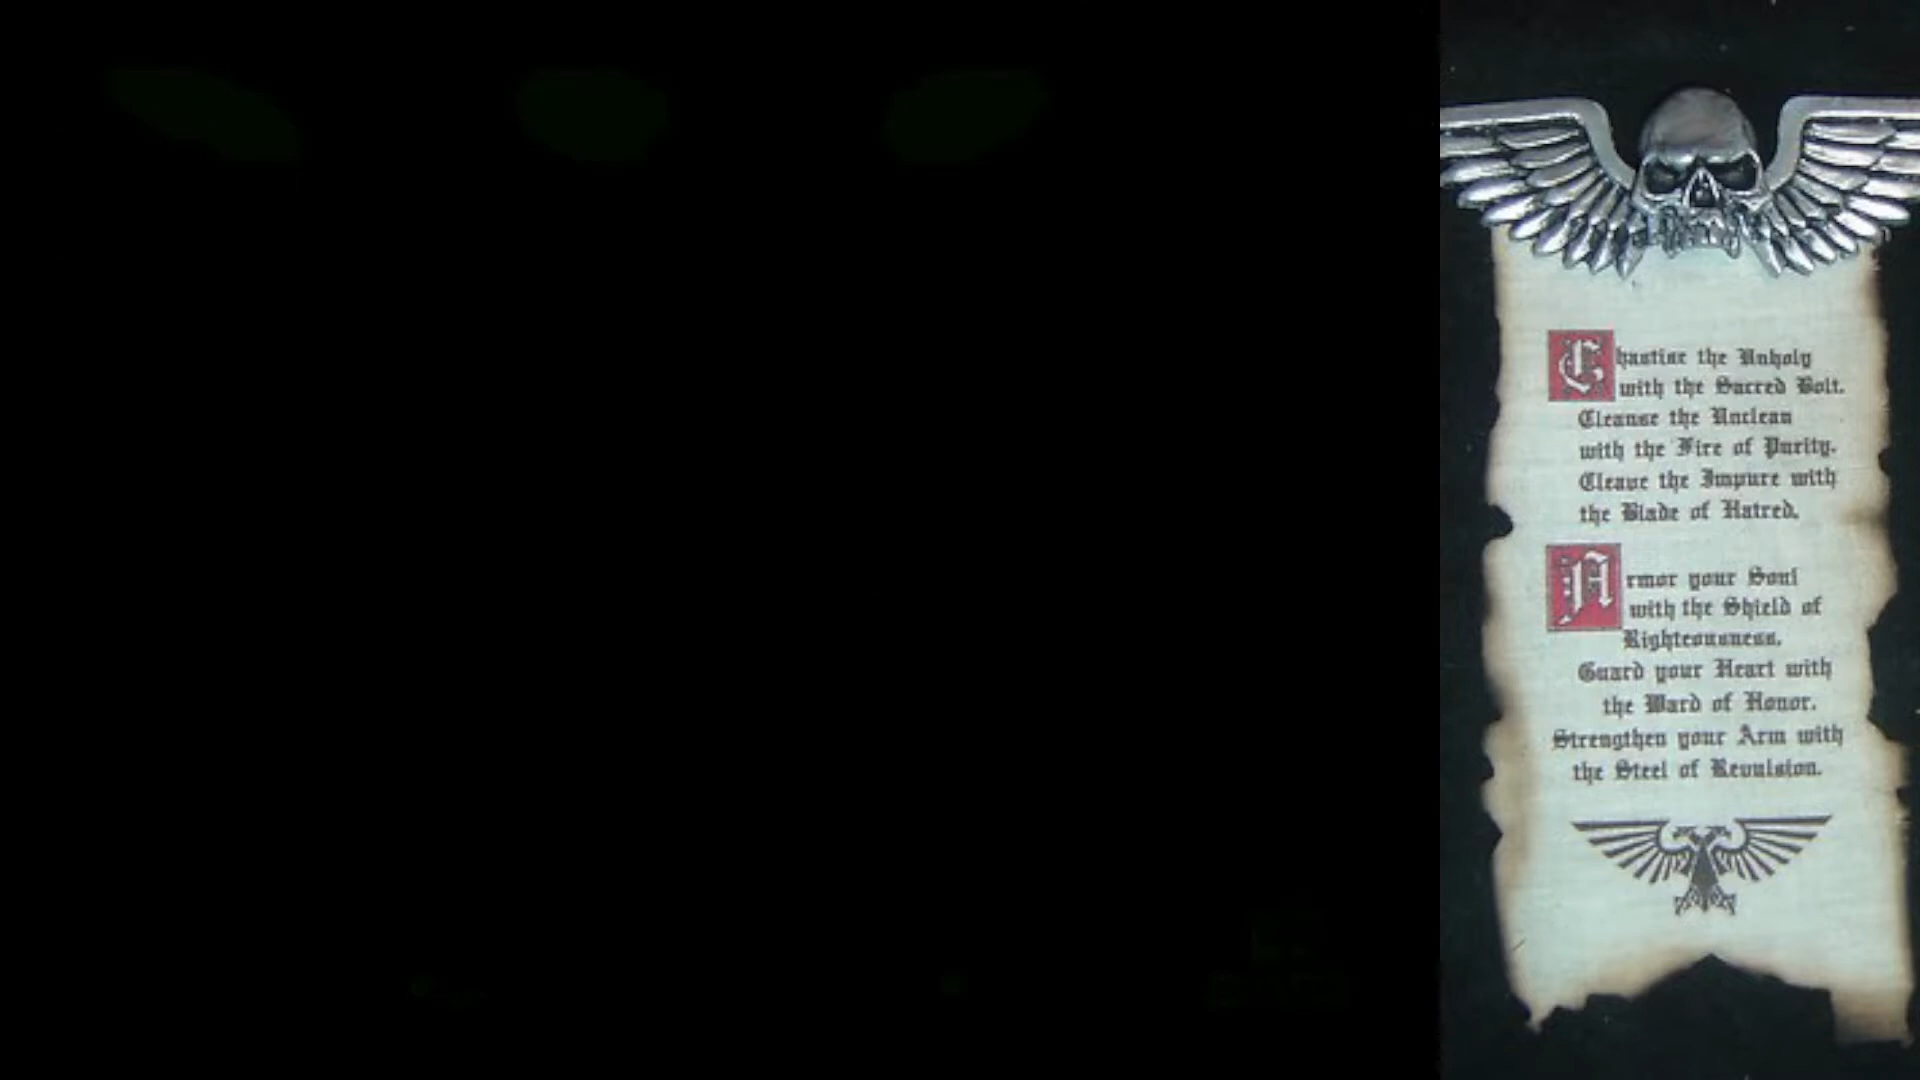 Chastise the Unholy
with the Sacred Bolt.
Cleanse the Unclean
with the Fire of Purity.
Cleave the Impure with
the Blade of Hatred.
Armor your Soul
with the Shield of
Righteousness.
Guard your Heart with
the Ward of Honor.
Strengthen your Arm with
the Steel of Revulsion.